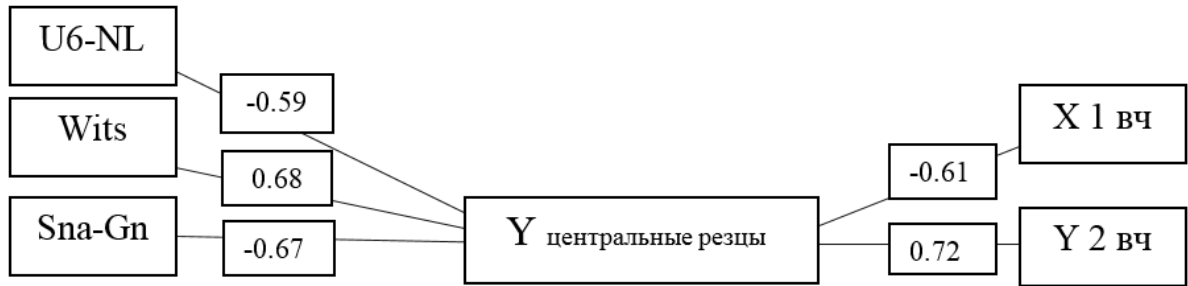 U6-NL
-0.59
Wits
0.68
Sna-Gn
-0.67
Y центральные резцы
-0.61
X 1 вч
0.72
Y 2 вч